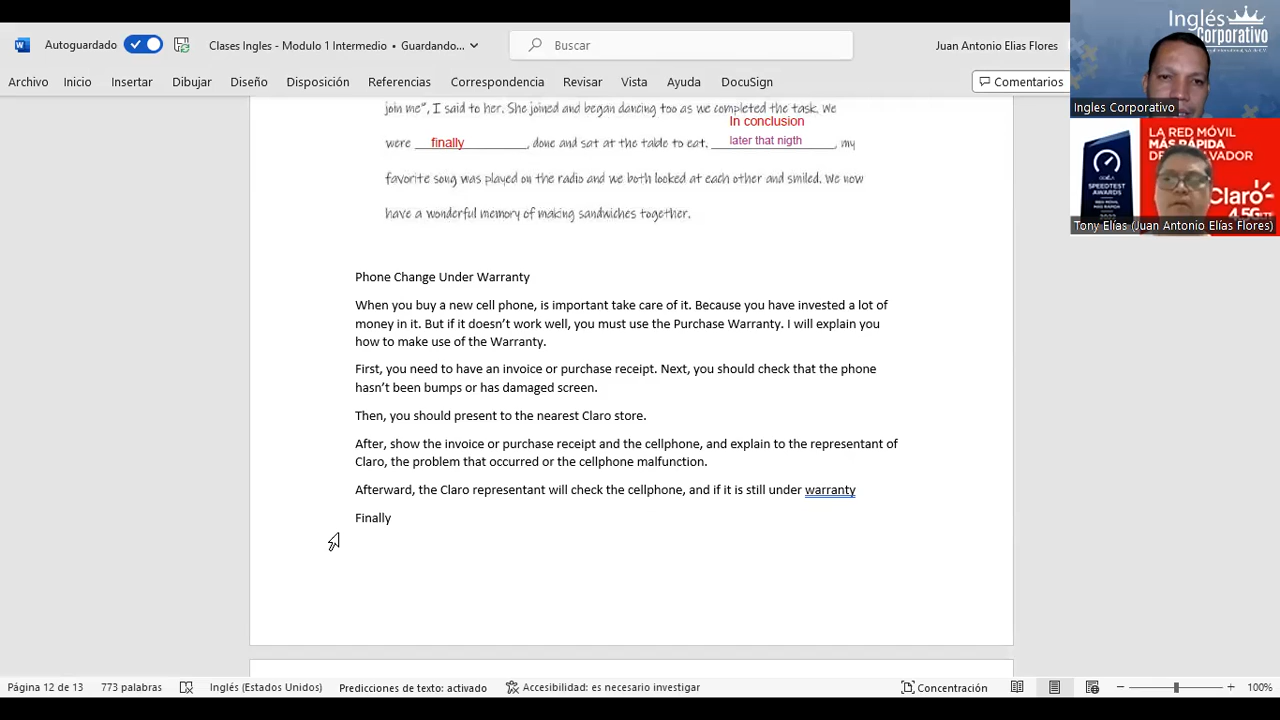 Autoguardado
Clases Ingles - Modulo 1 Intermedio • Guardando...
Buscar
Juan Antonio Elias Flores
Archivo Inicio Insertar Dibujar Diseño Disposición Referencias Correspondencia Revisar Vista Ayuda DocuSign
Comentarios
Inglés
Corporativo
Ingles Corporativo
LA RED MÓVIL
MÁS RÁPIDA
DE SALVADOR
SPEEDTEST
AWARDS
Claro
4.5G LTE
Tony Elías (Juan Antonio Elías Flores)
join me", I said to her. She joined and began dancing too as we completed the task. We
In conclusion
were finally, done and sat at the table to eat. later that nigth, my
favorite song was played on the radio and we both looked at each other and smiled. We now
have a wonderful memory of making sandwiches together.
Phone Change Under Warranty
When you buy a new cell phone, is important take care of it. Because you have invested a lot of
money in it. But if it doesn't work well, you must use the Purchase Warranty. I will explain you
how to make use of the Warranty.
First, you need to have an invoice or purchase receipt. Next, you should check that the phone
hasn't been bumps or has damaged screen.
Then, you should present to the nearest Claro store.
After, show the invoice or purchase receipt and the cellphone, and explain to the representant of
Claro, the problem that occurred or the cellphone malfunction.
Afterward, the Claro representant will check the cellphone, and if it is still under warranty
Finally
Página 12 de 13 773 palabras Inglés (Estados Unidos) Predicciones de texto: activado Accesibilidad: es necesario investigar Concentración 100%